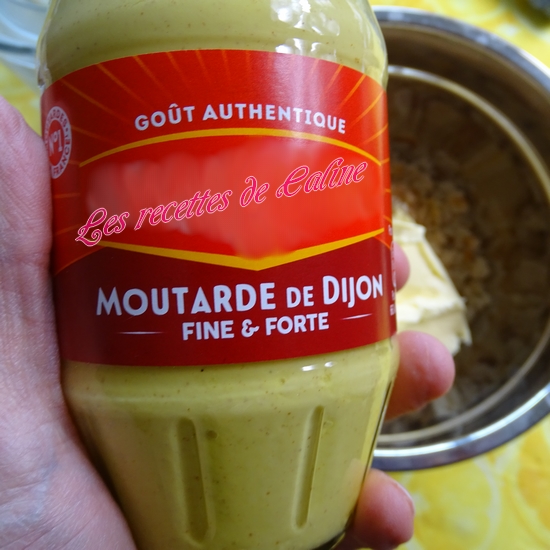 GOÛT AUTHENTIQUE
Les recettes de Caline
MOUTARDE DE DIJON
FINE & FORTE